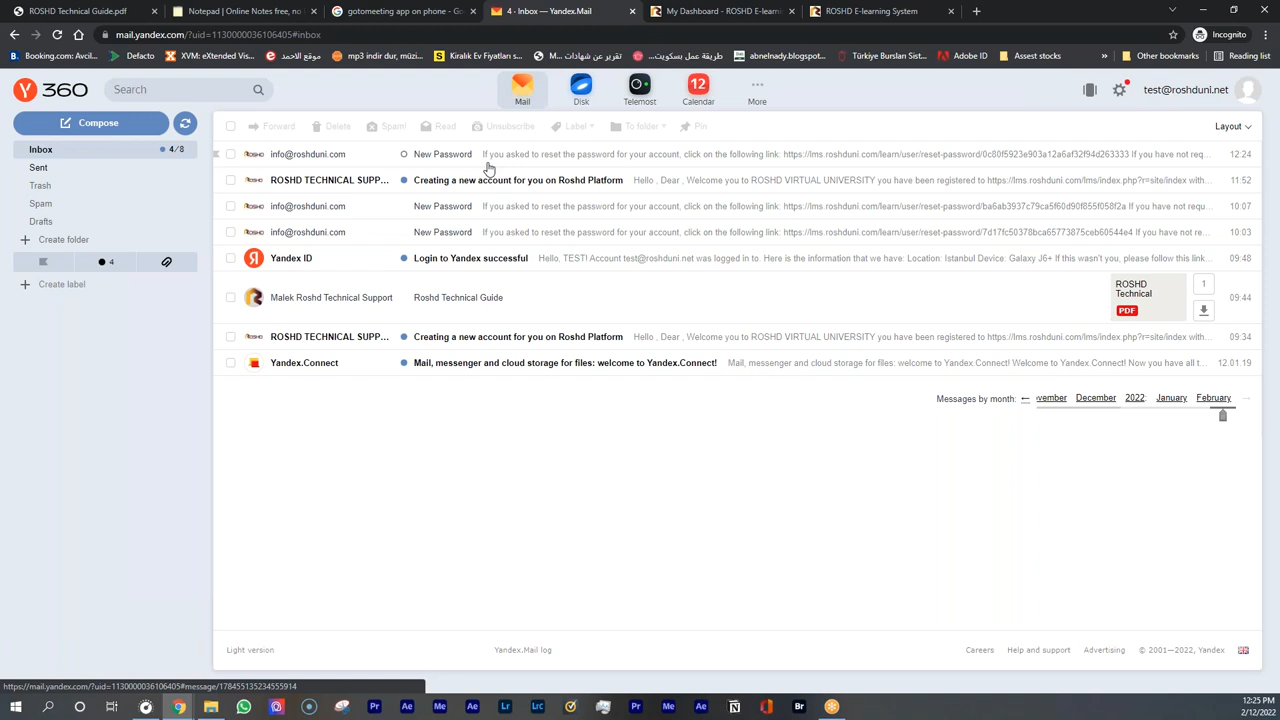 ROSHD Technical Guide.pdf
Notepad | Online Notes free, no
gotomeeting app on phone - Go
4 · Inbox — Yandex.Mail
My Dashboard - ROSHD E-learni
ROSHD E-learning System
Incognito
mail.yandex.com/?uid=1130000036106405#inbox
Booking.com: Avcilar
Defacto
XVM: eXtended Vi
موقع الاحمدي
mp3 indir dur, müzi
Kiralık Ev Fiyatları s
تقرير عن شهادات M
طريقة عمل بسكويت
abnelnady.blogspot
Türkiye Burslan Sist
Adobe ID
Assest stocks
Other bookmarks
Reading list
Y 360
Search
Mail
Disk
Telemost
12
Calendar
More
test@roshduni.net
Compose
Forward
Delete
Spam!
Read
Unsubscribe
Label
To folder
Pin
Layout
Inbox
4/8
Sent
Trash
Spam
Drafts
Create folder
4
Create label
info@roshduni.com New Password If you asked to reset the password for your account, click on the following link: https://lms.roshduni.com/learn/user/reset-password/0c80f5923e903a12a6af32f94d263333 If you have not req... 12:24
ROSHD TECHNICAL SUPP... Creating a new account for you on Roshd Platform Hello , Dear , Welcome you to ROSHD VIRTUAL UNIVERSITY you have been registered to https://lms.roshduni.com/lms/index.php?r=site/index with... 11:52
info@roshduni.com New Password If you asked to reset the password for your account, click on the following link: https://lms.roshduni.com/learn/user/reset-password/ba6ab3937c79ca5f60d90f855f058f2a If you have not requ... 10:07
info@roshduni.com New Password If you asked to reset the password for your account, click on the following link: https://lms.roshduni.com/learn/user/reset-password/7d17fc50378bca65773875ceb60544e4 If you have not req... 10:03
Yandex ID Login to Yandex successful Hello, TEST! Account test@roshduni.net was logged in to. Here is the information that we have: Location: Istanbul Device: Galaxy J6+ If this wasn't you, please follow this link... 09:48
Malek Roshd Technical Support Roshd Technical Guide ROSHD Technical PDF 1 09:44
ROSHD TECHNICAL SUPP... Creating a new account for you on Roshd Platform Hello , Dear , Welcome you to ROSHD VIRTUAL UNIVERSITY you have been registered to https://lms.roshduni.com/lms/index.php?r=site/index with... 09:34
Yandex.Connect Mail, messenger and cloud storage for files: welcome to Yandex.Connect! Mail, messenger and cloud storage for files: welcome to Yandex.Connect! Now you have all t... 12.01.19
Messages by month: ← vember December 2022: January February
Light version
Yandex.Mail log
Careers
Help and support
Advertising
© 2001—2022, Yandex
https://mail.yandex.com/?uid=1130000036106405#message/178455135234555914
Pr
Ae
Me
Ae
Lr
LrC
Pr
Me
Ae
Br
12:25 PM
2/12/2022